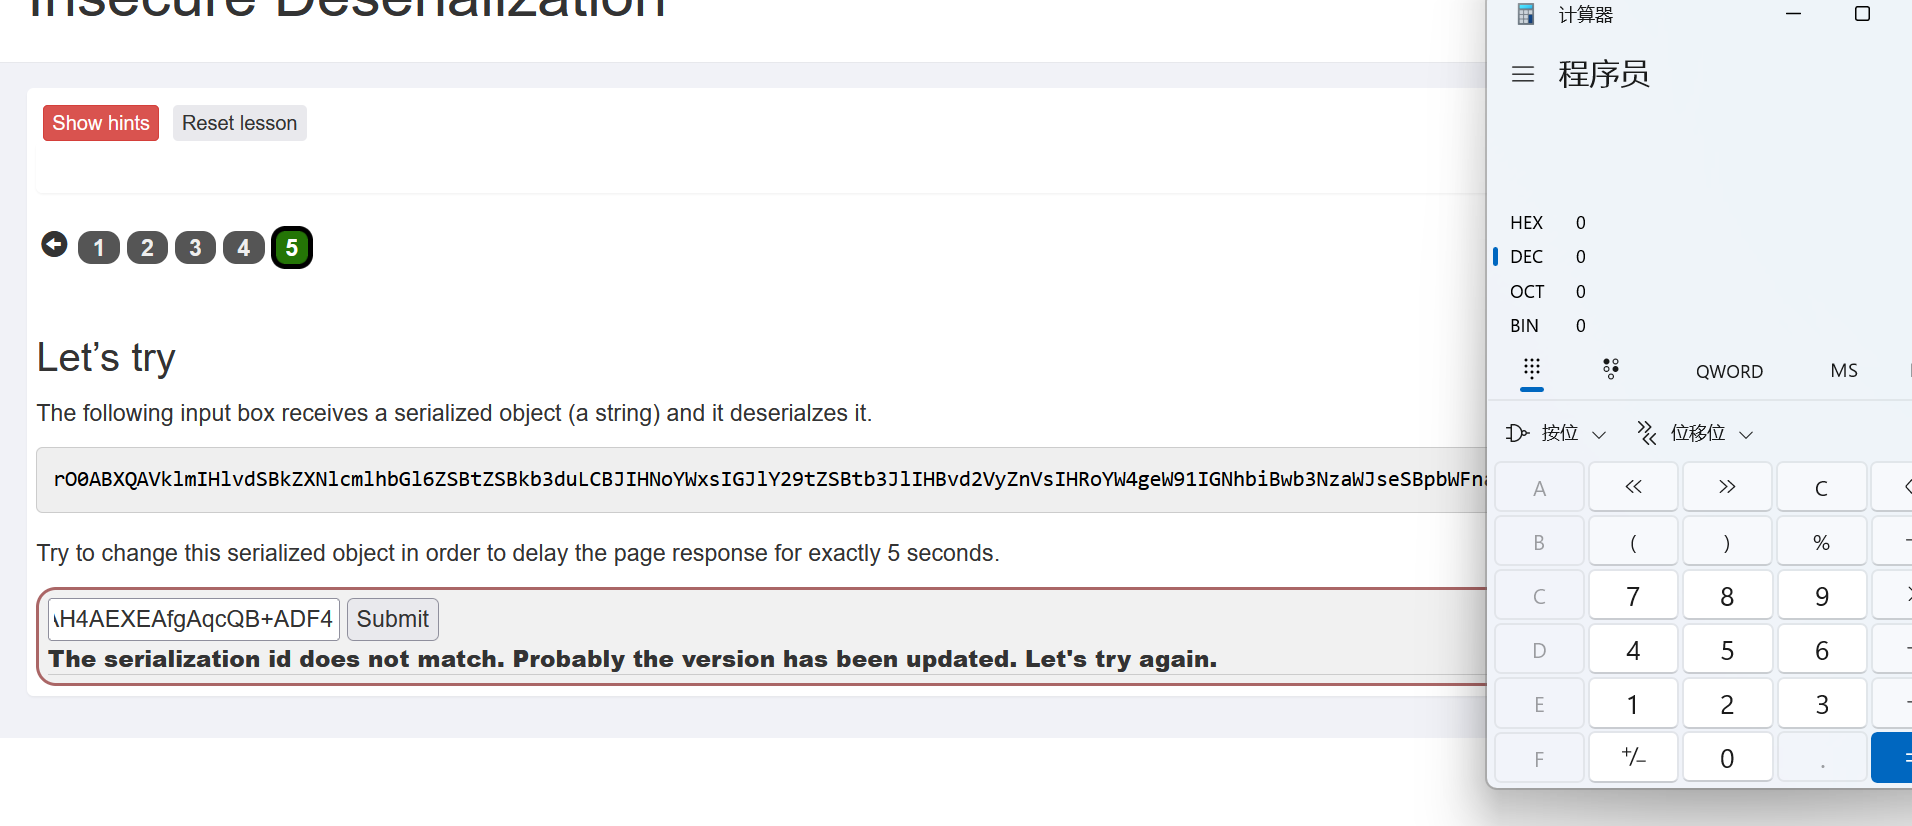 Insecure Deserialization
Show hints Reset lesson
1 2 3 4 5
Let’s try
The following input box receives a serialized object (a string) and it deserialzes it.
rO0ABXQAVklmIHlvdSBkZXNlcmlhbGl6ZSBtZSBkb3duLCBJIHNoYWxsIGJlY29tZSBtb3JlIHBvd2VyZnVsIHRoYW4geW91IGNhbiBwb3NzaWJseSBpbWFn
Try to change this serialized object in order to delay the page response for exactly 5 seconds.
AH4AEXEAfgAqcQB+ADF4 Submit
The serialization id does not match. Probably the version has been updated. Let's try again.
计算器
程序员
HEX 0
DEC 0
OCT 0
BIN 0
QWORD MS
按位 位移位
A << >> C
B ( ) %
C 7 8 9
D 4 5 6
E 1 2 3
F +/− 0 . =